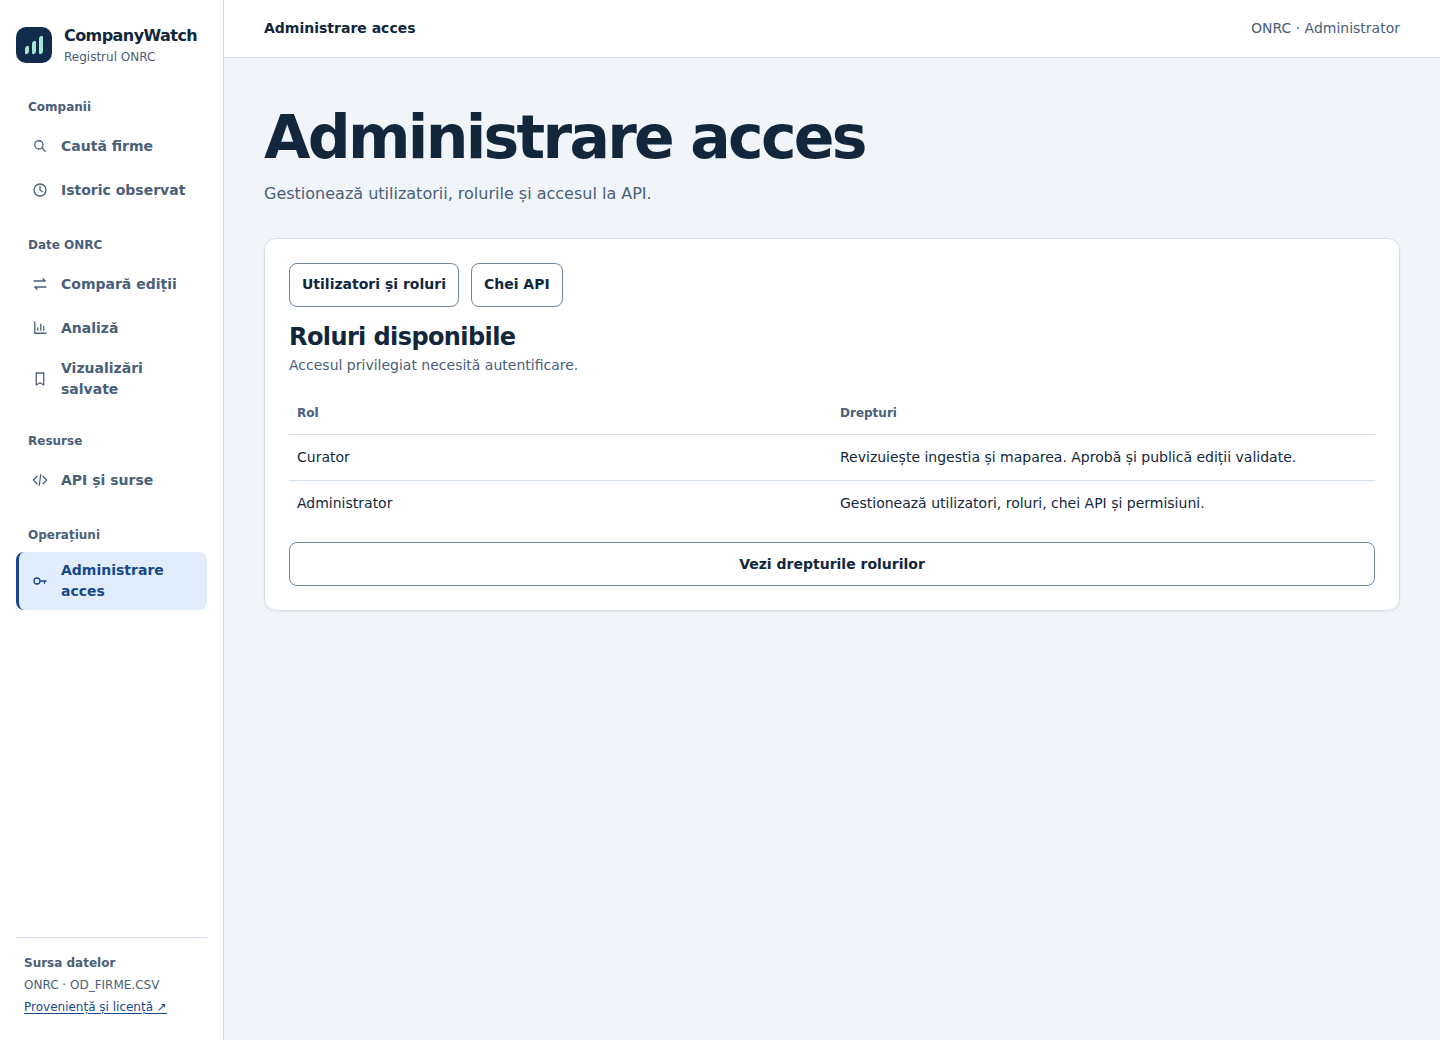 CompanyWatch
Registrul ONRC
Companii
Caută firme
Istoric observat
Date ONRC
Compară ediții
Analiză
Vizualizări
salvate
Resurse
API și surse
Operațiuni
Administrare
acces
Sursa datelor
ONRC · OD_FIRME.CSV
Proveniență și licență ↗
Administrare acces
ONRC · Administrator
Administrare acces
Gestionează utilizatorii, rolurile și accesul la API.
Utilizatori și roluri
Chei API
Roluri disponibile
Accesul privilegiat necesită autentificare.
Rol Drepturi
Curator Revizuiește ingestia și maparea. Aprobă și publică ediții validate.
Administrator Gestionează utilizatori, roluri, chei API și permisiuni.
Vezi drepturile rolurilor